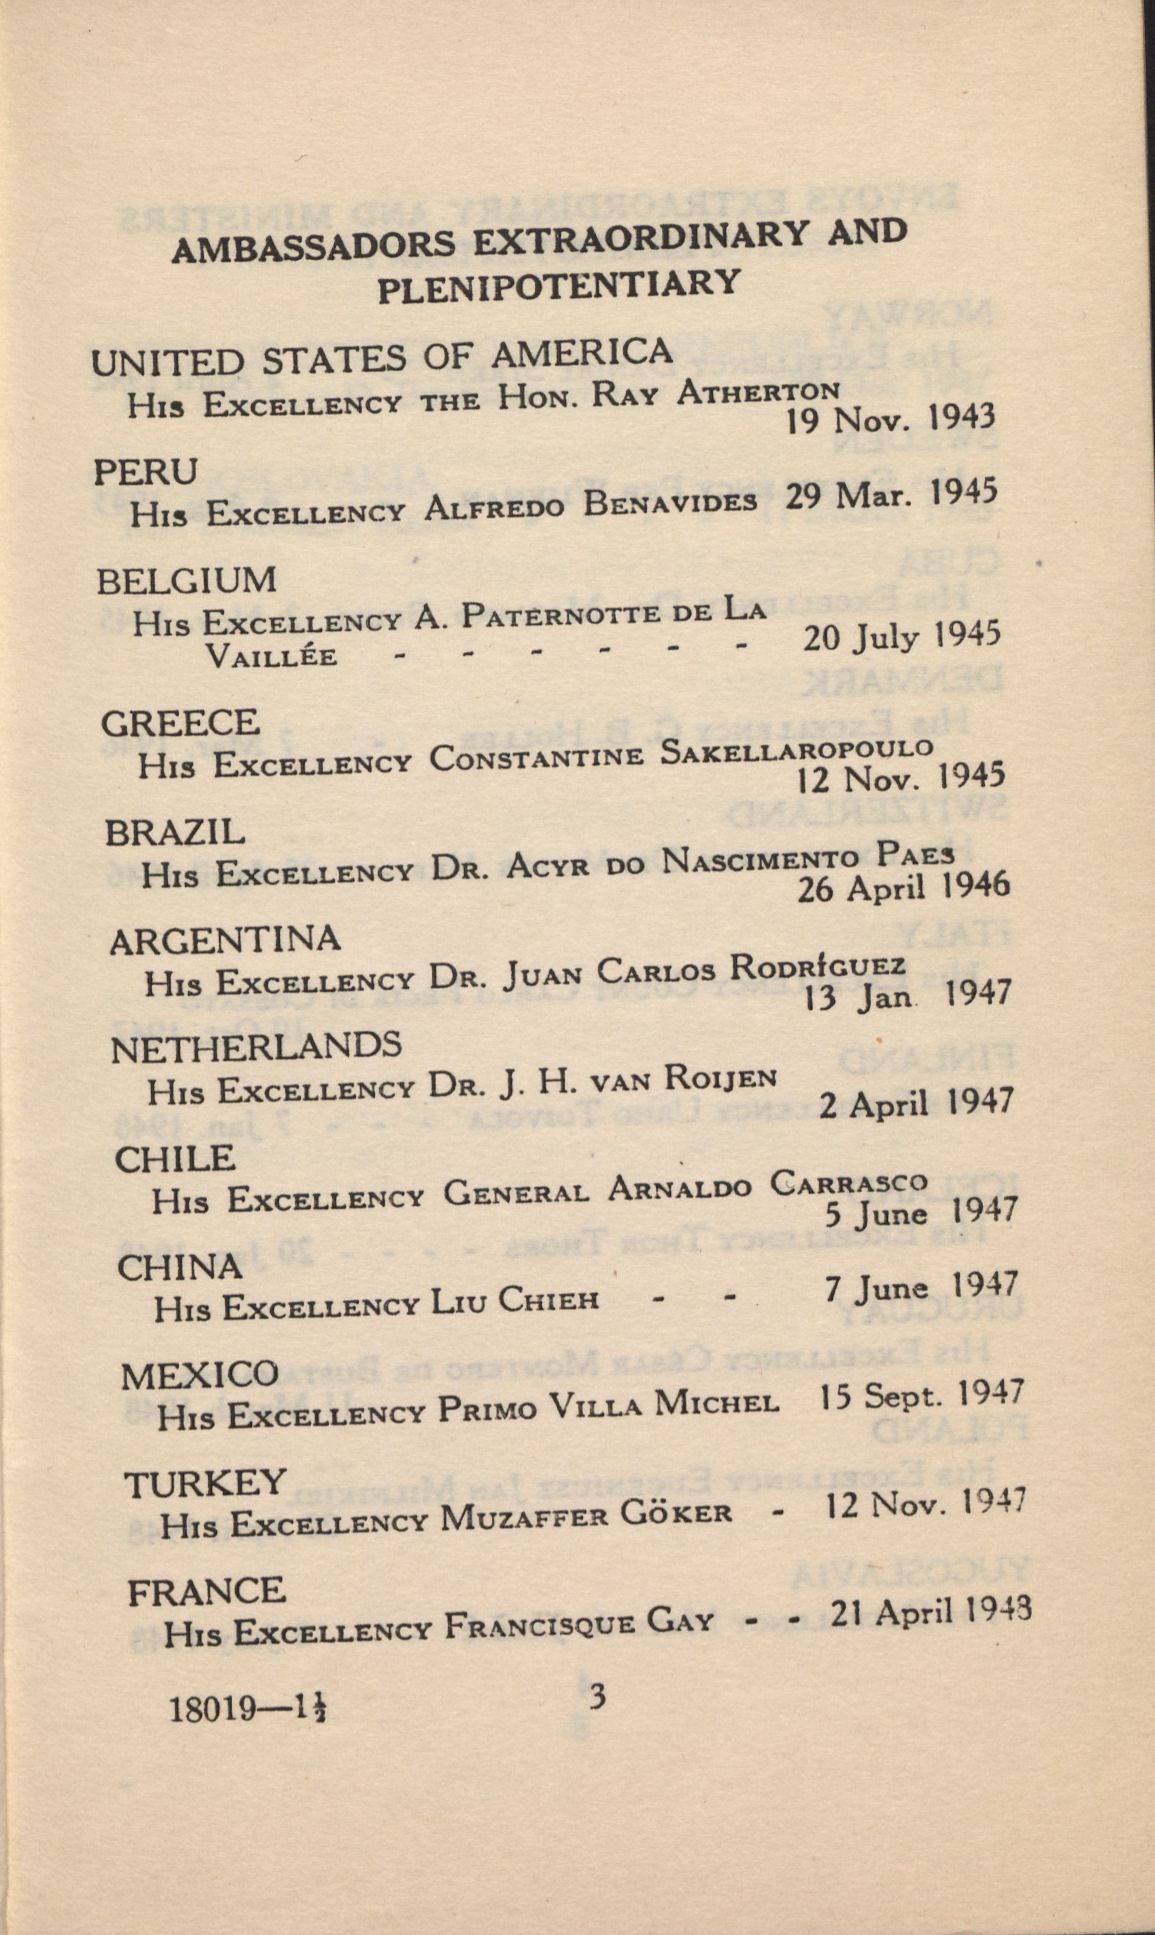 AMBASSADORS EXTRAORDINARY AND
PLENIPOTENTIARY
UNITED STATES OF AMERICA
His Excellency the Hon. Ray Atherton
19 Nov. 1943
PERU
His Excellency Alfredo Benavides 29 Mar. 1945
BELGIUM
His Excellency A. Paternotte de La
Vaillée - - - - - - 20 July 1945
GREECE
His Excellency Constantine Sakellaropoulo
12 Nov. 1945
BRAZIL
His Excellency Dr. Acyr do Nascimento Paes
26 April 1946
ARGENTINA
His Excellency Dr. Juan Carlos Rodríguez
13 Jan. 1947
NETHERLANDS
His Excellency Dr. J. H. van Roijen
2 April 1947
CHILE
His Excellency General Arnaldo Carrasco
5 June 1947
CHINA
His Excellency Liu Chieh - - 7 June 1947
MEXICO
His Excellency Primo Villa Michel 15 Sept. 1947
TURKEY
His Excellency Muzaffer Göker - 12 Nov. 1947
FRANCE
His Excellency Francisque Gay - - 21 April 1948
18019—1½ 3